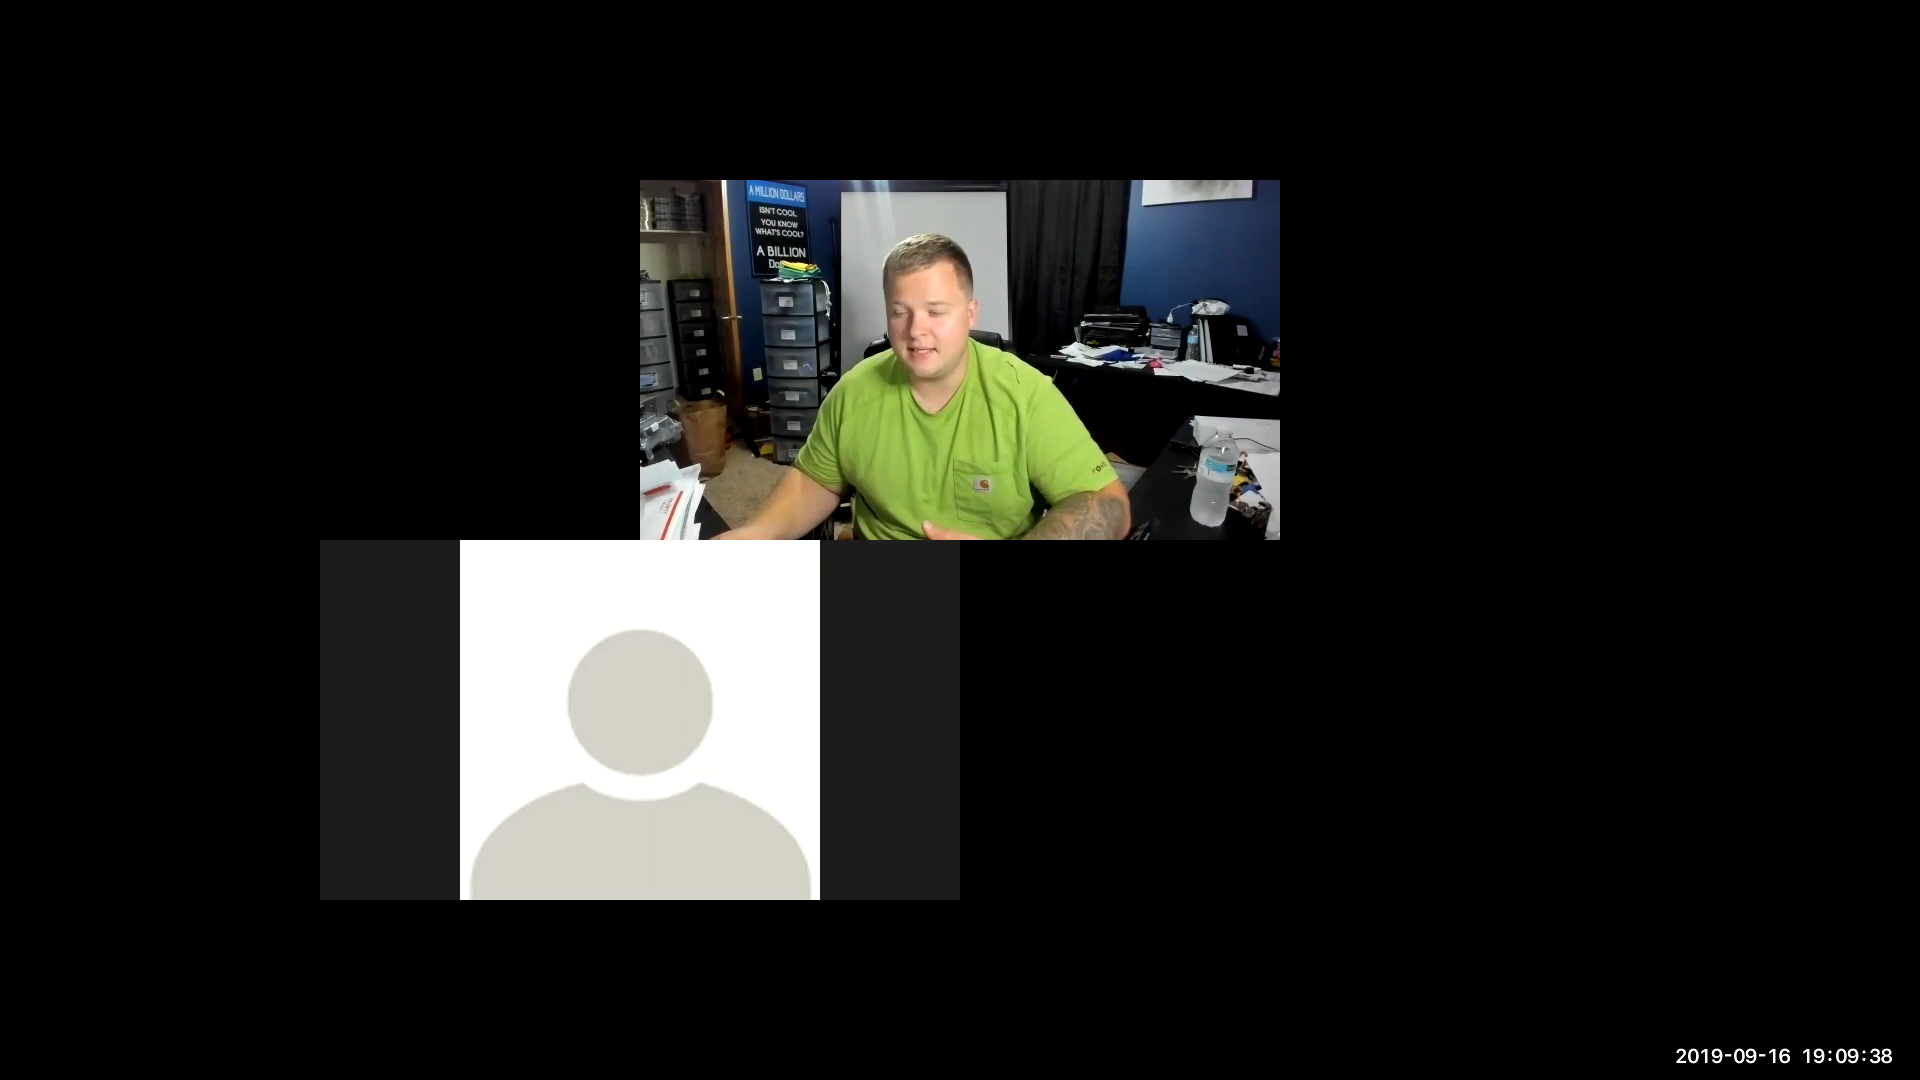 A MILLION DOLLARS
ISN'T COOL.
YOU KNOW
WHAT'S COOL?
A BILLION
2019-09-16 19:09:38